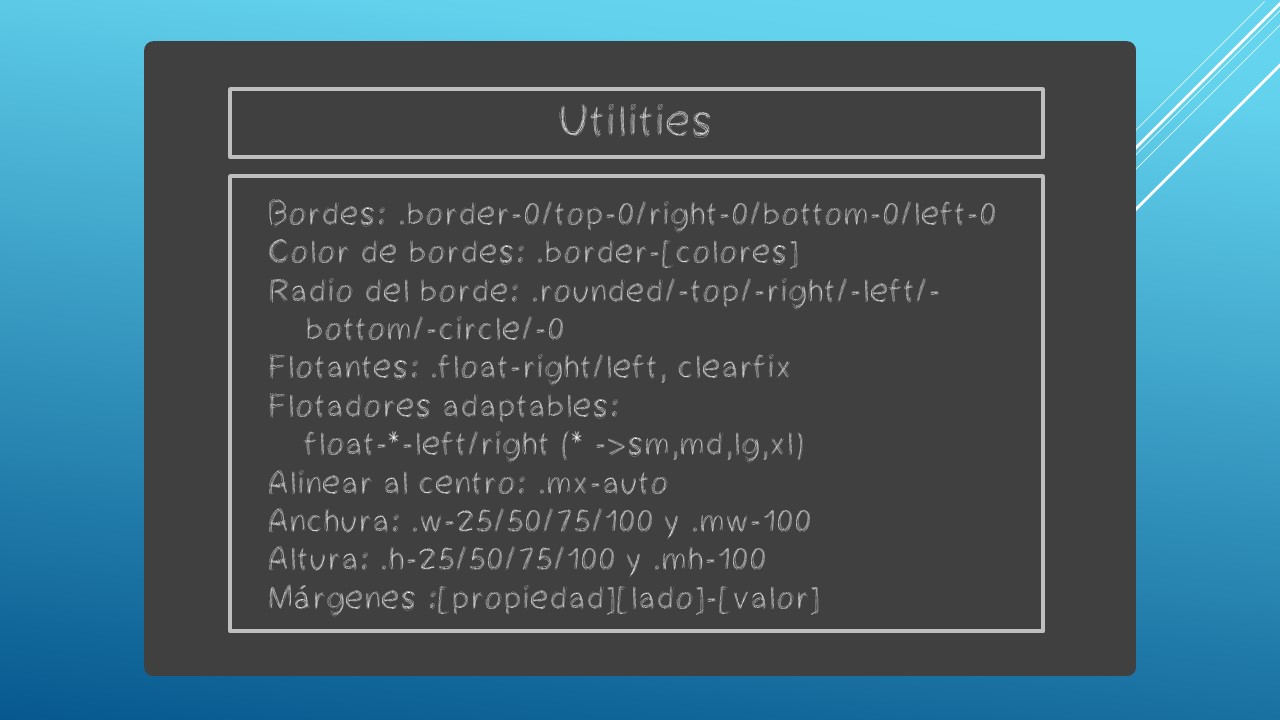 Utilities
Bordes: .border-0/top-0/right-0/bottom-0/left-0
Color de bordes: .border-[colores]
Radio del borde: .rounded/-top/-right/-left/-
bottom/-circle/-0
Flotantes: .float-right/left, clearfix
Flotadores adaptables:
float-*-left/right (* ->sm,md,lg,xl)
Alinear al centro: .mx-auto
Anchura: .w-25/50/75/100 y .mw-100
Altura: .h-25/50/75/100 y .mh-100
Márgenes :[propiedad][lado]-[valor]